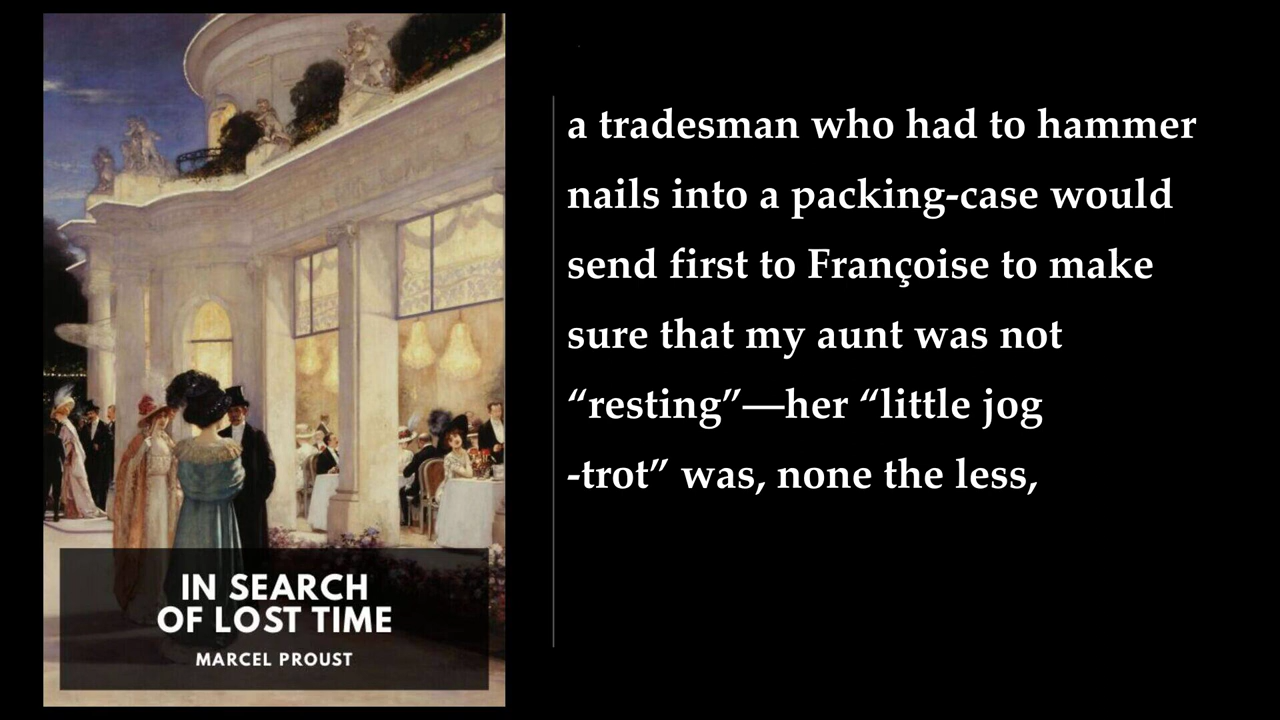 IN SEARCH
OF LOST TIME
MARCEL PROUST
a tradesman who had to hammer
nails into a packing-case would
send first to Françoise to make
sure that my aunt was not
“resting”—her “little jog
-trot” was, none the less,